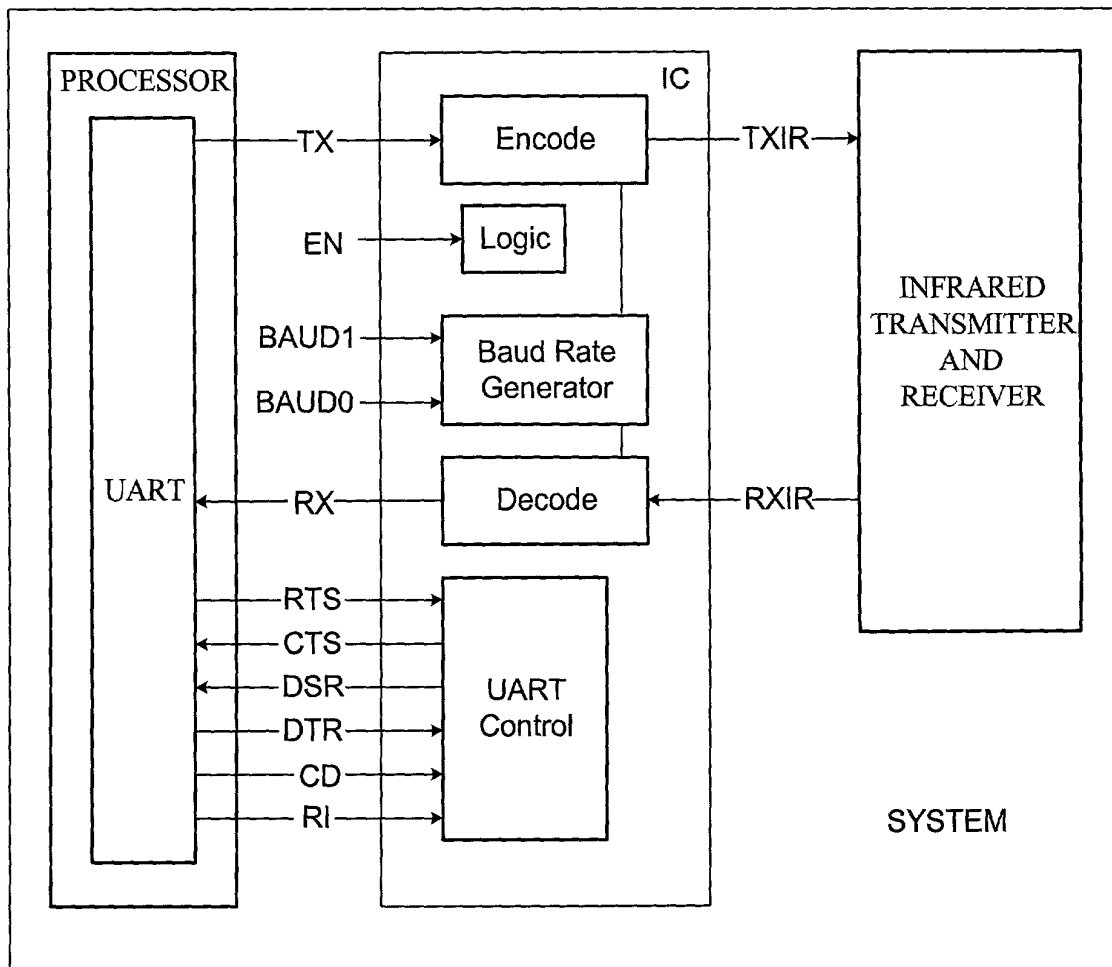 PROCESSOR
IC
TX
Encode
TXIR
EN
Logic
BAUD1
BAUD0
Baud Rate
Generator
INFRARED
TRANSMITTER
AND
RECEIVER
UART
RX
Decode
RXIR
RTS
CTS
DSR
DTR
CD
RI
UART
Control
SYSTEM